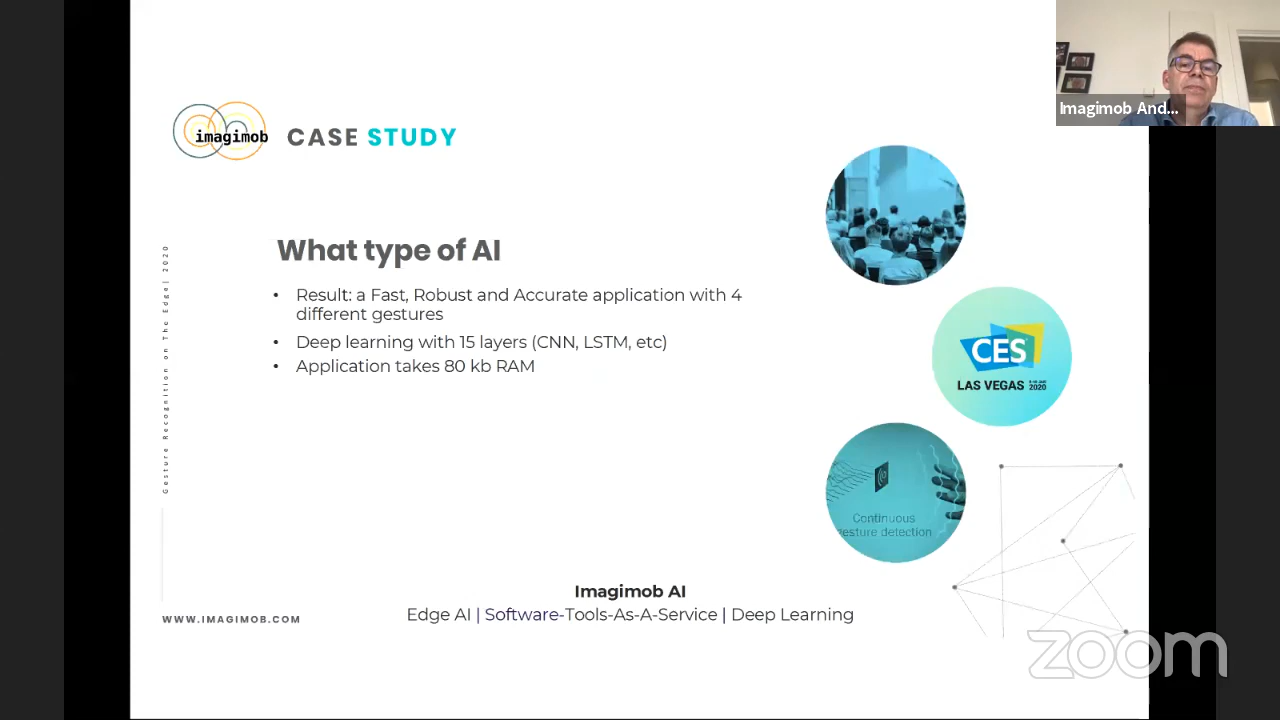 Imagimob And...
imagimob
CASE STUDY
What type of AI
• Result: a Fast, Robust and Accurate application with 4
different gestures
• Deep learning with 15 layers (CNN, LSTM, etc)
• Application takes 80 kb RAM
Gesture Recognition on The Edge| 2020
CES
LAS VEGAS
2020
Continuous
gesture detection
Imagimob AI
Edge AI | Software-Tools-As-A-Service | Deep Learning
WWW.IMAGIMOB.COM
zoom